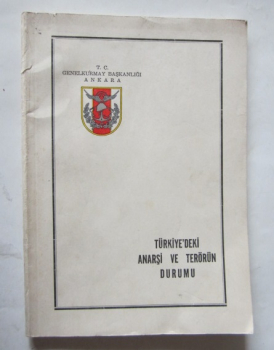 T. C.
GENELKURMAY BAŞKANLIĞI
ANKARA
TÜRKİYE'DEKİ
ANARŞİ VE TERÖRÜN
DURUMU